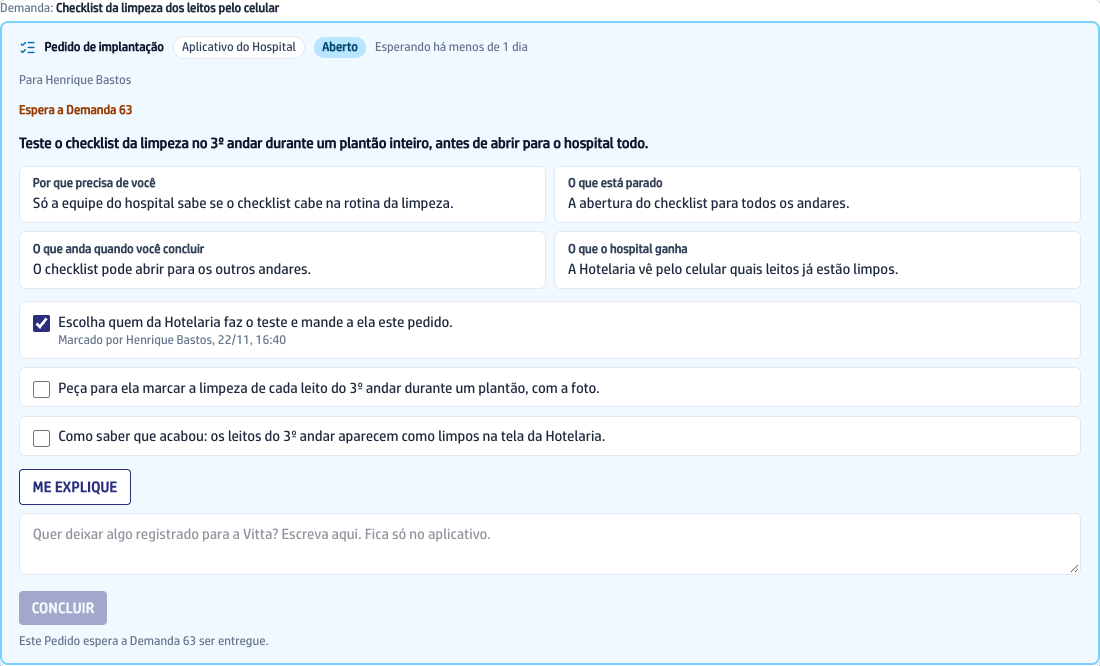 Demanda: Checklist da limpeza dos leitos pelo celular
Pedido de implantação
Aplicativo do Hospital
Aberto
Esperando há menos de 1 dia
Para Henrique Bastos
Espera a Demanda 63
Teste o checklist da limpeza no 3º andar durante um plantão inteiro, antes de abrir para o hospital todo.
Por que precisa de você
Só a equipe do hospital sabe se o checklist cabe na rotina da limpeza.
O que está parado
A abertura do checklist para todos os andares.
O que anda quando você concluir
O checklist pode abrir para os outros andares.
O que o hospital ganha
A Hotelaria vê pelo celular quais leitos já estão limpos.
Escolha quem da Hotelaria faz o teste e mande a ela este pedido.
Marcado por Henrique Bastos, 22/11, 16:40
Peça para ela marcar a limpeza de cada leito do 3º andar durante um plantão, com a foto.
Como saber que acabou: os leitos do 3º andar aparecem como limpos na tela da Hotelaria.
ME EXPLIQUE
Quer deixar algo registrado para a Vitta? Escreva aqui. Fica só no aplicativo.
CONCLUIR
Este Pedido espera a Demanda 63 ser entregue.